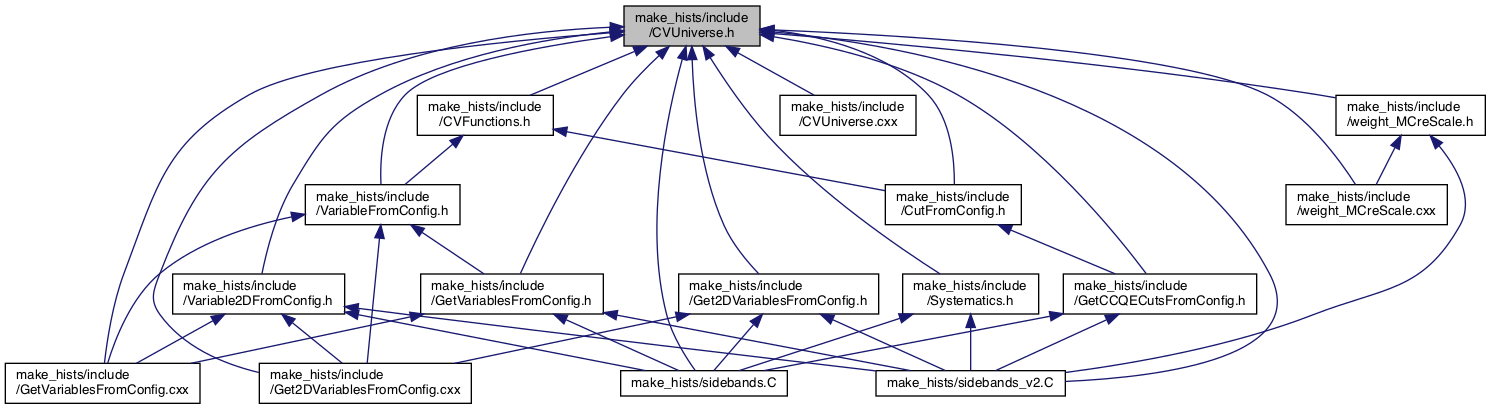 make_hists/include
/CVUniverse.h
make_hists/include
/CVFunctions.h
make_hists/include
/CVUniverse.cxx
make_hists/include
/weight_MCreScale.h
make_hists/include
/VariableFromConfig.h
make_hists/include
/CutFromConfig.h
make_hists/include
/weight_MCreScale.cxx
make_hists/include
/Variable2DFromConfig.h
make_hists/include
/GetVariablesFromConfig.h
make_hists/include
/Get2DVariablesFromConfig.h
make_hists/include
/Systematics.h
make_hists/include
/GetCCQECutsFromConfig.h
make_hists/include
/GetVariablesFromConfig.cxx
make_hists/include
/Get2DVariablesFromConfig.cxx
make_hists/sidebands.C
make_hists/sidebands_v2.C